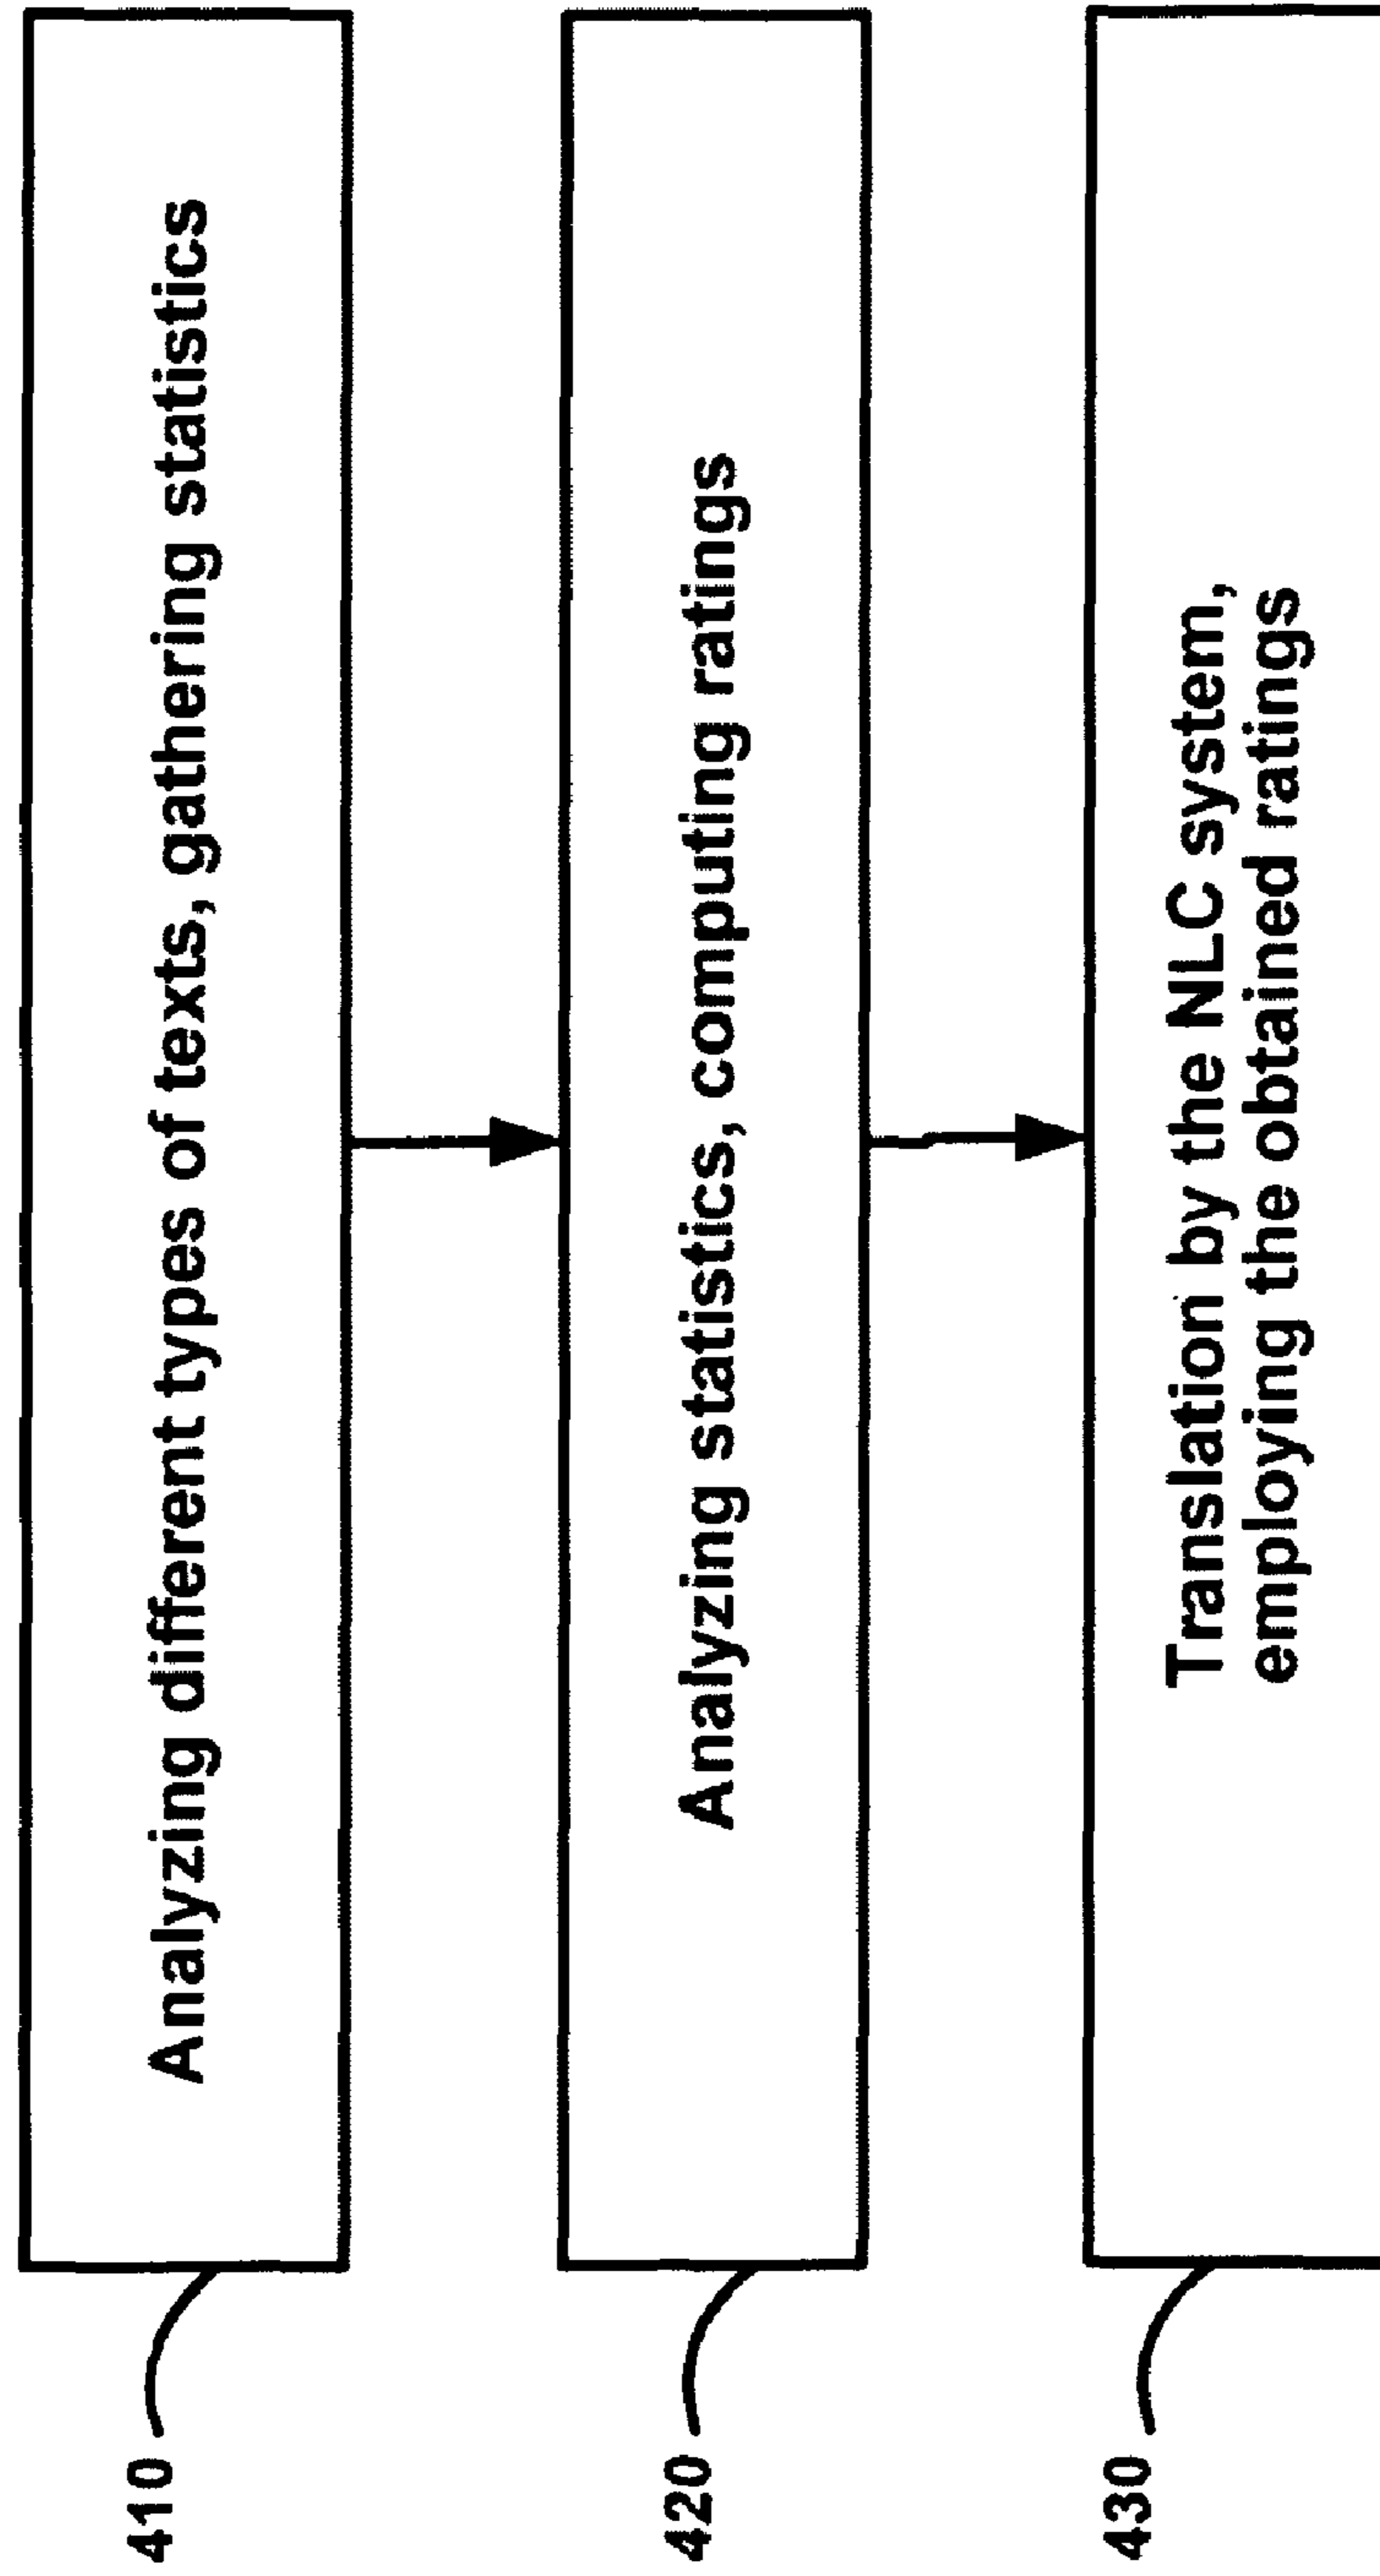 410
Analyzing different types of texts, gathering statistics
420
Analyzing statistics, computing ratings
430
Translation by the NLC system,
employing the obtained ratings